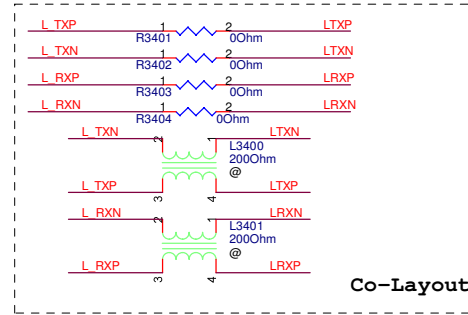 L_TXP 1 2 LTXP
R3401 0Ohm
L_TXN 1 2 LTXN
R3402 0Ohm
L_RXP 1 2 LRXP
R3403 0Ohm
L_RXN 1 2 LRXN
R3404 0Ohm
L_TXN 2 1 LTXN
L3400
200Ohm
@
L_TXP 3 4 LTXP
L_RXN 2 1 LRXN
L3401
200Ohm
@
L_RXP 3 4 LRXP
Co-Layout